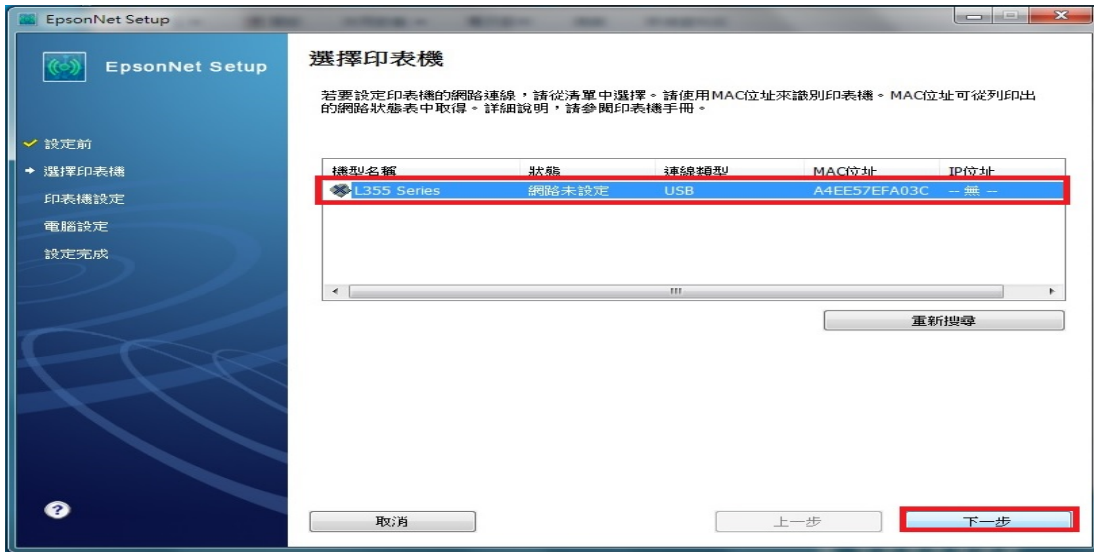 EpsonNet Setup
EpsonNet Setup
設定前
選擇印表機
印表機設定
電腦設定
設定完成
選擇印表機
若要設定印表機的網路連線，請從清單中選擇。請使用MAC位址來識別印表機。MAC位址可從列印出
的網路狀態表中取得。詳細說明，請參閱印表機手冊。
機型名稱 狀態 連線類型 MAC位址 IP位址
L355 Series 網路未設定 USB A4EE57EFA03C -- 無 --
重新搜尋
取消 上一步 下一步